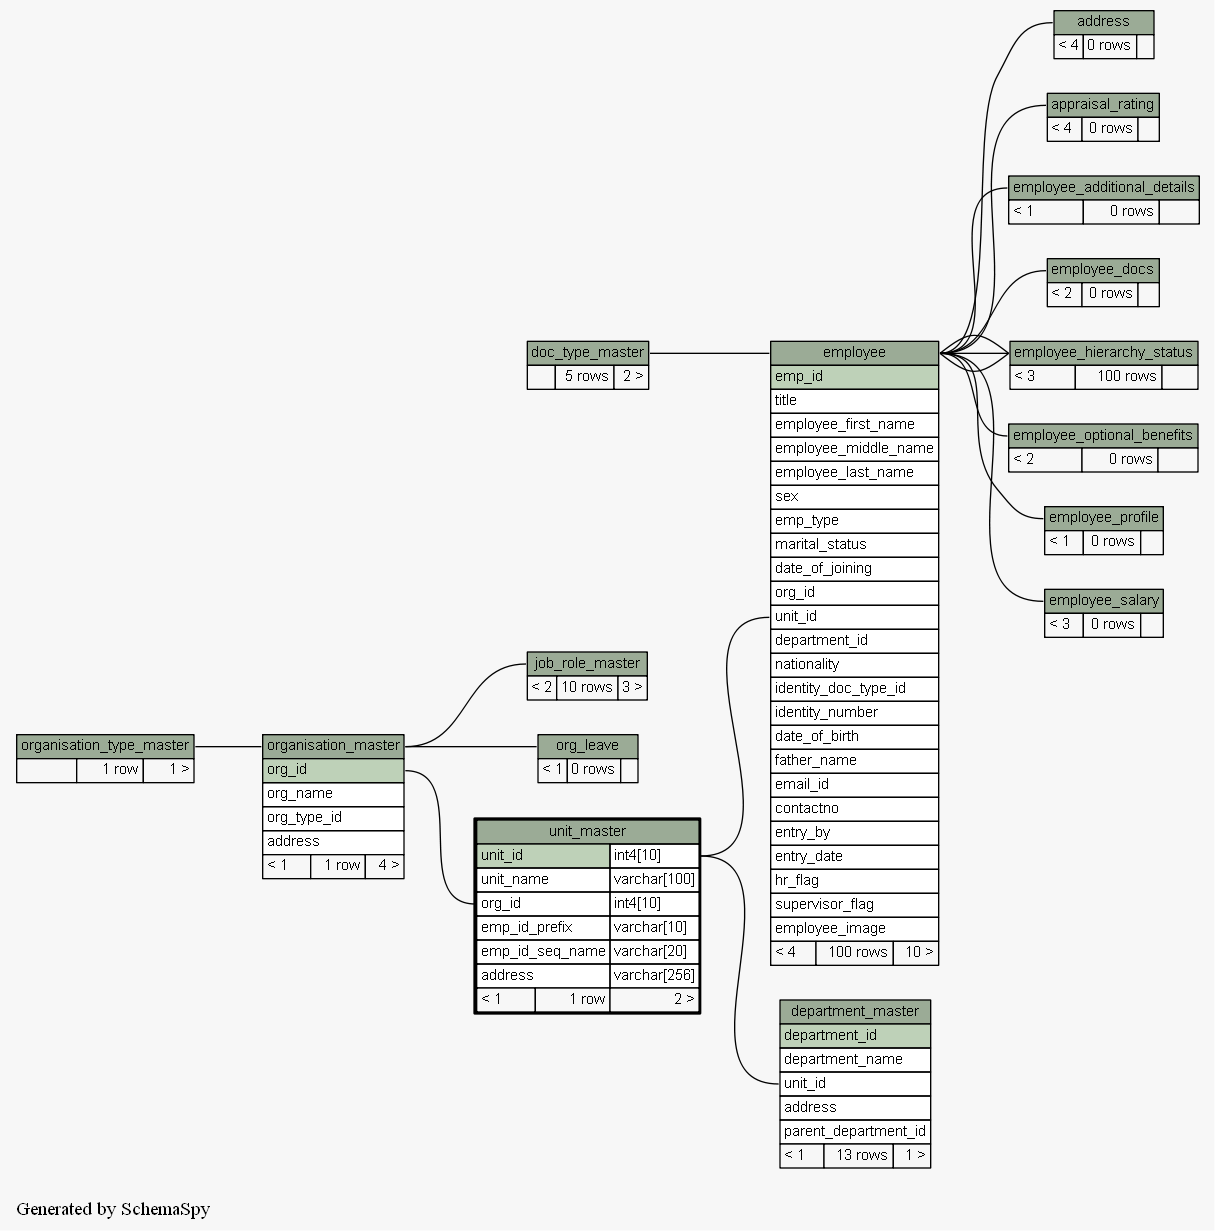 address
< 4 0 rows
appraisal_rating
< 4 0 rows
employee_additional_details
< 1 0 rows
employee_docs
< 2 0 rows
doc_type_master
5 rows 2 >
employee
emp_id
title
employee_first_name
employee_middle_name
employee_last_name
sex
emp_type
marital_status
date_of_joining
org_id
unit_id
department_id
nationality
identity_doc_type_id
identity_number
date_of_birth
father_name
email_id
contactno
entry_by
entry_date
hr_flag
supervisor_flag
employee_image
< 4 100 rows 10 >
employee_hierarchy_status
< 3 100 rows
employee_optional_benefits
< 2 0 rows
employee_profile
< 1 0 rows
employee_salary
< 3 0 rows
job_role_master
< 2 10 rows 3 >
organisation_type_master
1 row 1 >
organisation_master
org_id
org_name
org_type_id
address
< 1 1 row 4 >
org_leave
< 1 0 rows
unit_master
unit_id int4[10]
unit_name varchar[100]
org_id int4[10]
emp_id_prefix varchar[10]
emp_id_seq_name varchar[20]
address varchar[256]
< 1 1 row 2 >
department_master
department_id
department_name
unit_id
address
parent_department_id
< 1 13 rows 1 >
Generated by SchemaSpy